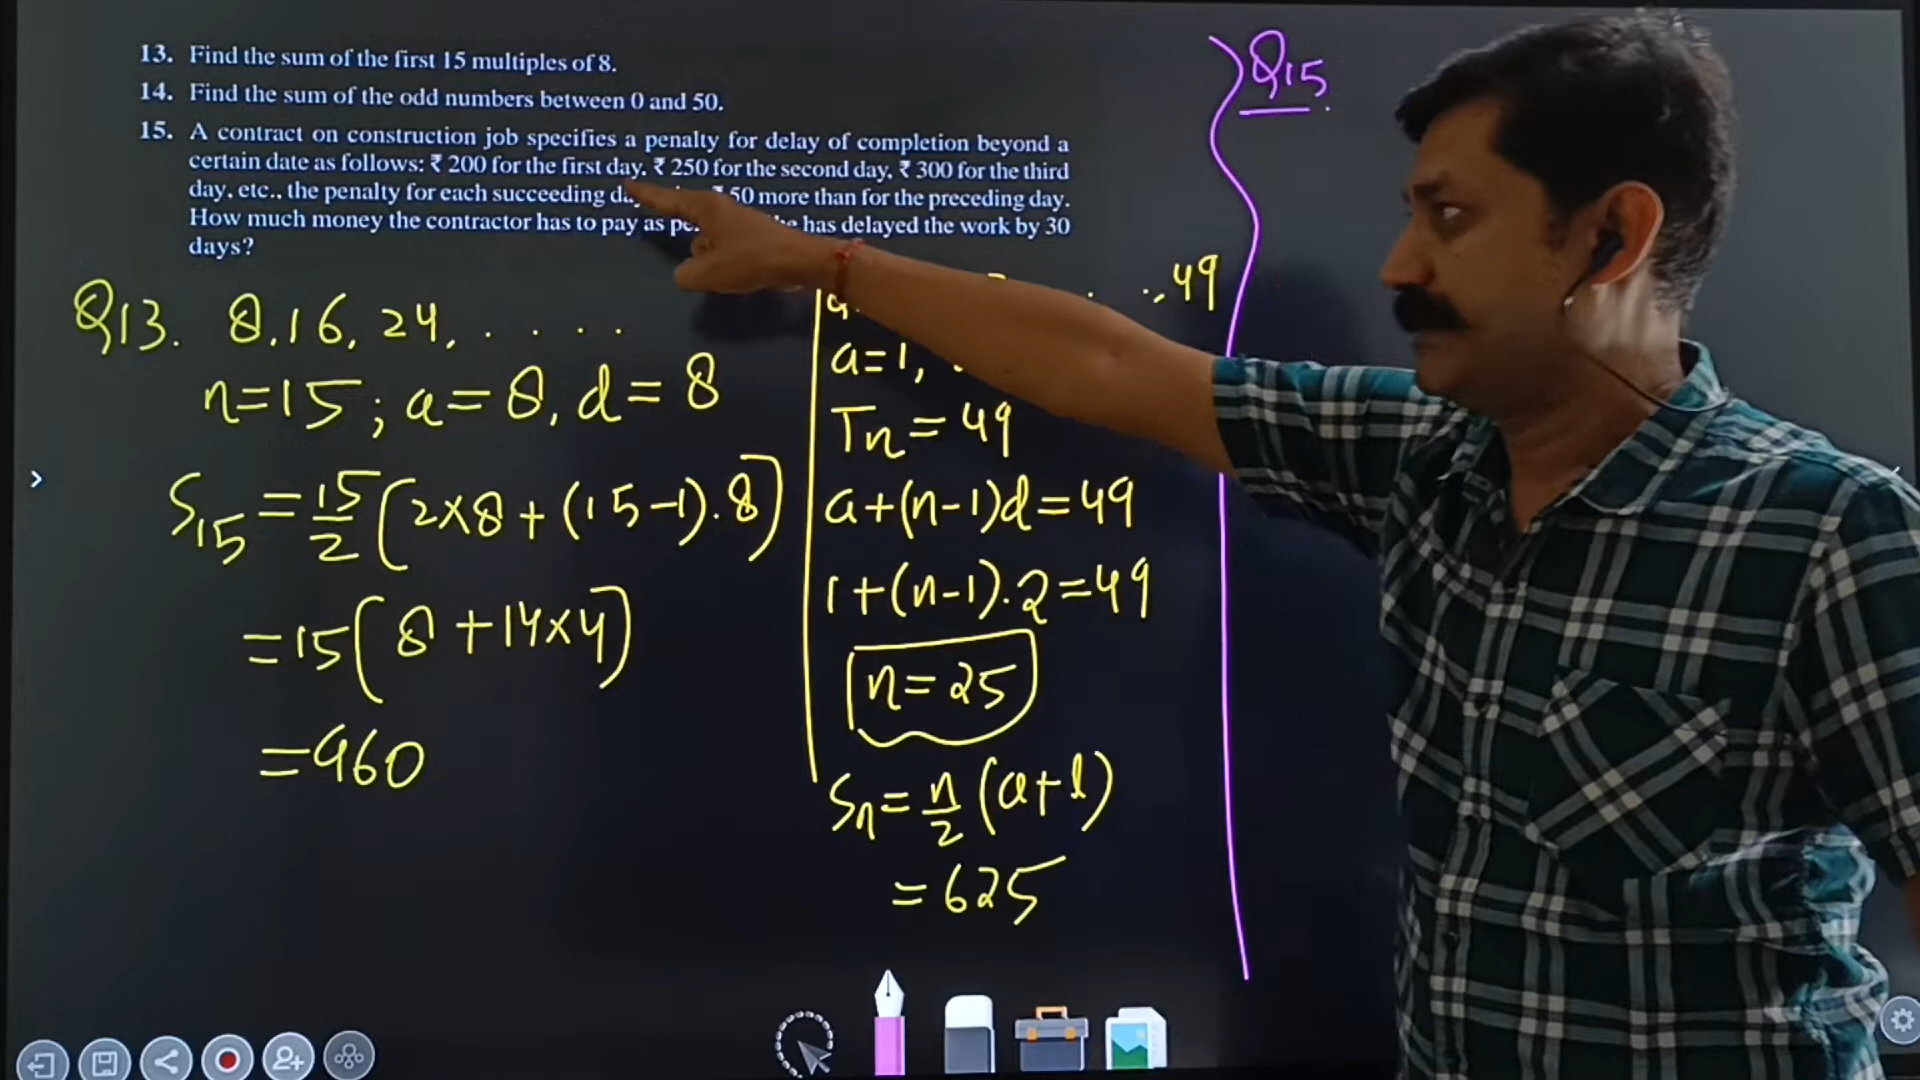 13. Find the sum of the first 15 multiples of 8.
14. Find the sum of the odd numbers between 0 and 50.
15. A contract on construction job specifies a penalty for delay of completion beyond a
certain date as follows: ₹ 200 for the first day, ₹ 250 for the second day, ₹ 300 for the third
day, etc., the penalty for each succeeding 50 more than for the preceding day.
How much money the contractor has to pay as has delayed the work by 30
days?
Q13. 8, 16, 24, . . . .
n=15; a=8, d=8
S15 = 15/2 (2×8+(15-1).8)
=15(8+14×4)
=960
49
a=1,
Tn=49
a+(n-1)d=49
1+(n-1).2=49
n=25
Sn=n/2(a+l)
=625
Q15.